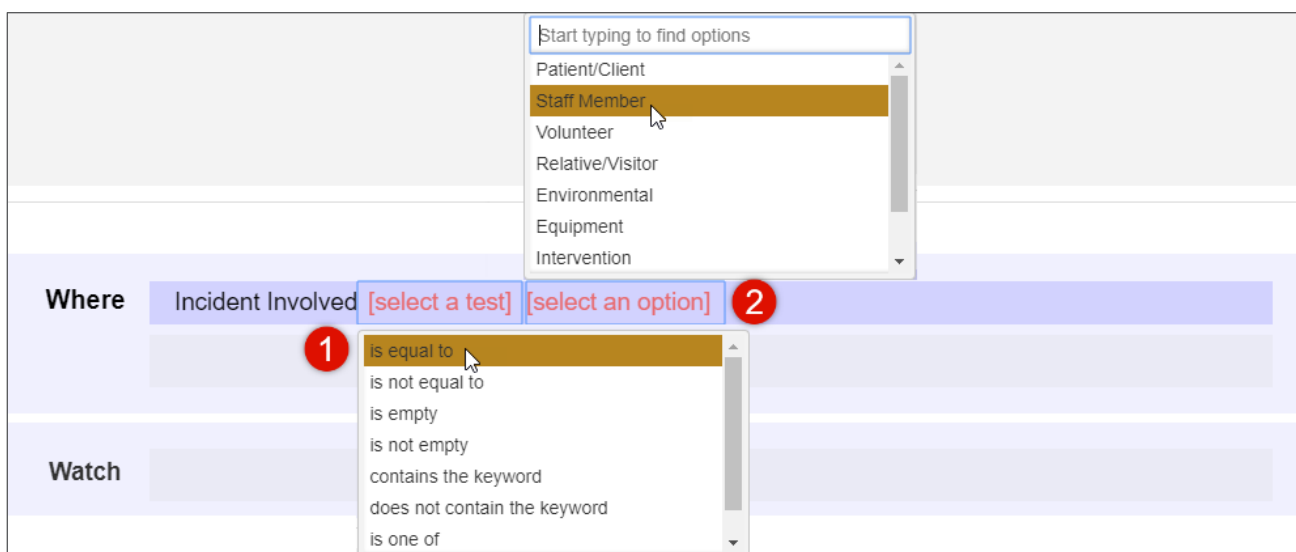 Start typing to find options
Patient/Client
Staff Member
Volunteer
Relative/Visitor
Environmental
Equipment
Intervention
Where Incident Involved [select a test] [select an option] 2
1
is equal to
is not equal to
is empty
is not empty
contains the keyword
does not contain the keyword
is one of
Watch